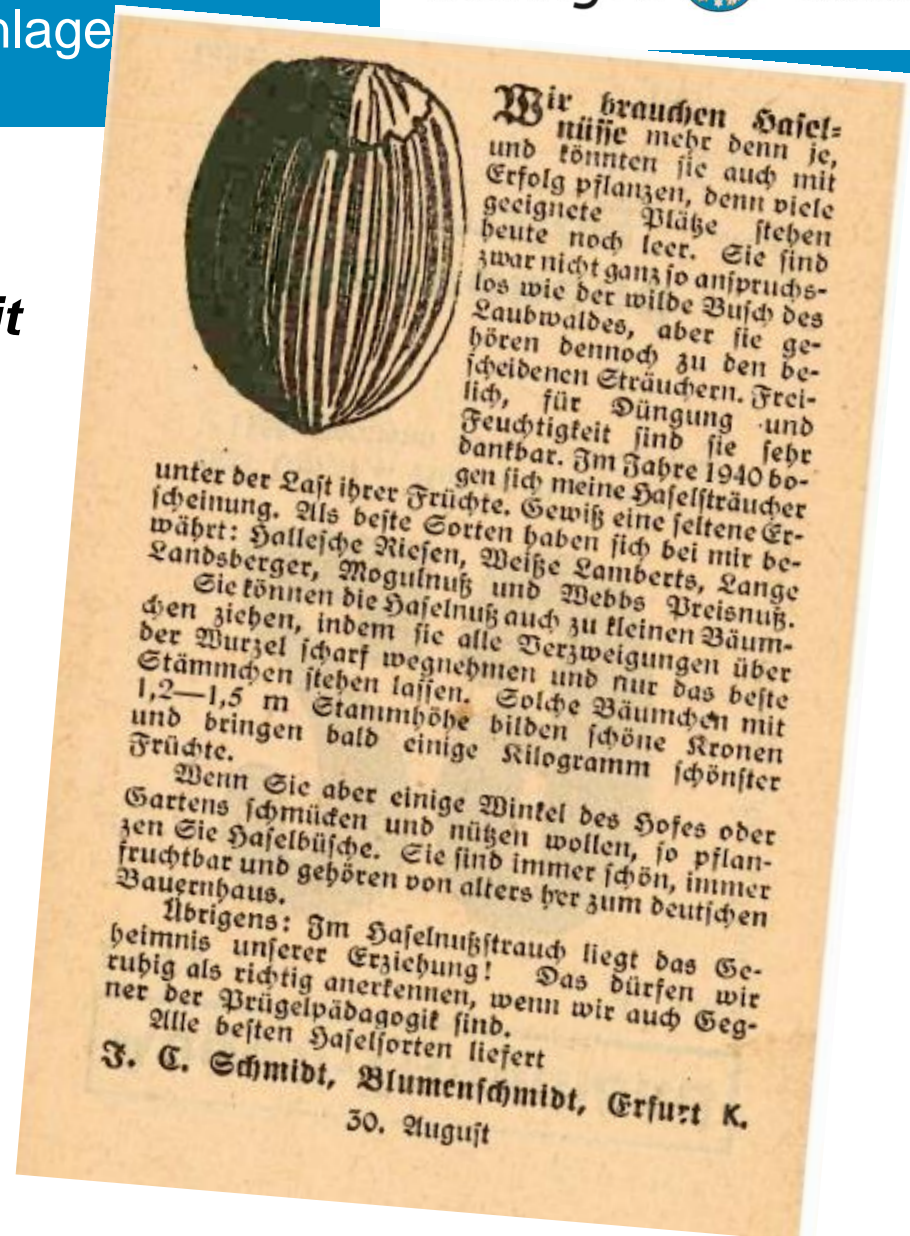 nlage
it
Wir brauchen Hasel-
nüsse mehr denn je,
und könnten sie auch mit
Erfolg pflanzen, denn viele
geeignete Plätze stehen
heute noch leer. Sie sind
zwar nicht ganz so anspruchs-
los wie der wilde Busch des
Laubwaldes, aber sie ge-
hören dennoch zu den be-
scheidenen Sträuchern. Frei-
lich, für Düngung und
Feuchtigkeit sind sie sehr
dankbar. Im Jahre 1940 bo-
gen sich meine Haselsträucher
unter der Last ihrer Früchte. Gewiß eine seltene Er-
scheinung. Als beste Sorten haben sich bei mir be-
währt: Hallesche Riesen, Weiße Lamberts, Lange
Landsberger, Mogulnuß und Webbs Preisnuß.
Sie können die Haselnuß auch zu kleinen Bäum-
chen ziehen, indem sie alle Verzweigungen über
der Wurzel scharf wegnehmen und nur das beste
Stämmchen stehen lassen. Solche Bäumchen mit
1,2—1,5 m Stammhöhe bilden schöne Kronen
und bringen bald einige Kilogramm schönster
Früchte.
Wenn Sie aber einige Winkel des Hofes oder
Gartens schmücken und nützen wollen, so pflan-
zen Sie Haselbüsche. Sie sind immer schön, immer
fruchtbar und gehören von alters her zum deutschen
Bauernhaus.
Übrigens: Im Haselnußstrauch liegt das Ge-
heimnis unserer Erziehung! Das dürfen wir
ruhig als richtig anerkennen, wenn wir auch Geg-
ner der Prügelpädagogik sind.
Alle besten Haselsorten liefert
J. C. Schmidt, Blumenschmidt, Erfurt K.
30. August